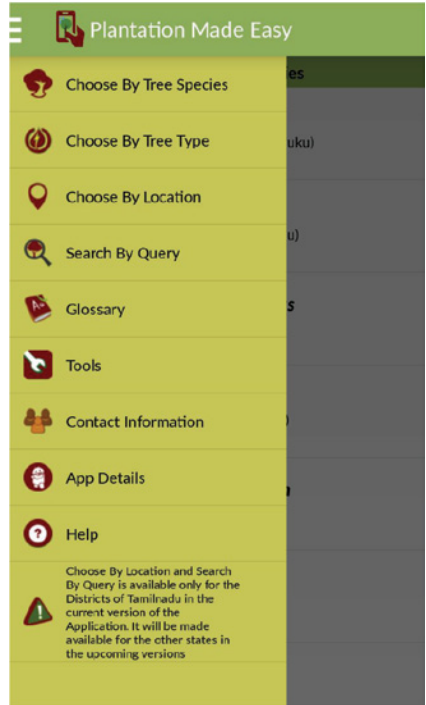 Plantation Made Easy
es
Choose By Tree Species
Choose By Tree Type
uku)
Choose By Location
u)
Search By Query
Glossary
s
Tools
Contact Information
)
App Details
n
Help
Choose By Location and Search
By Query is available only for the
Districts of Tamilnadu in the
current version of the
Application. It will be made
available for the other states in
the upcoming versions